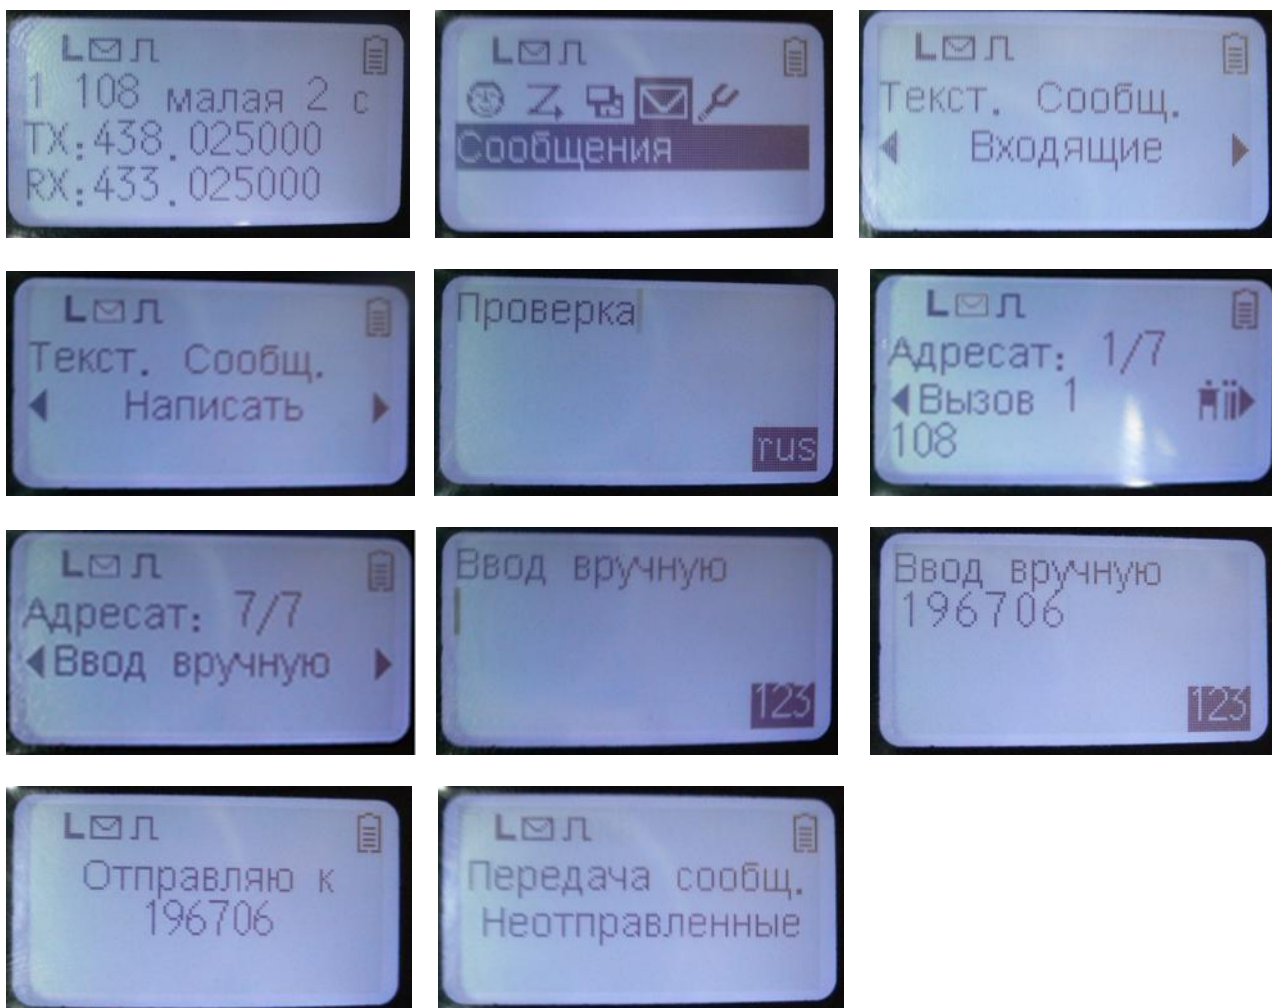 1 108 малая 2 с
TX:438.025000
RX:433.025000
Сообщения
Текст. Сообщ.
Входящие
Текст. Сообщ.
Написать
Проверка
rus
Адресат: 1/7
Вызов 1
108
Адресат: 7/7
Ввод вручную
Ввод вручную
123
Ввод вручную
196706
123
Отправляю к
196706
Передача сообщ.
Неотправленные